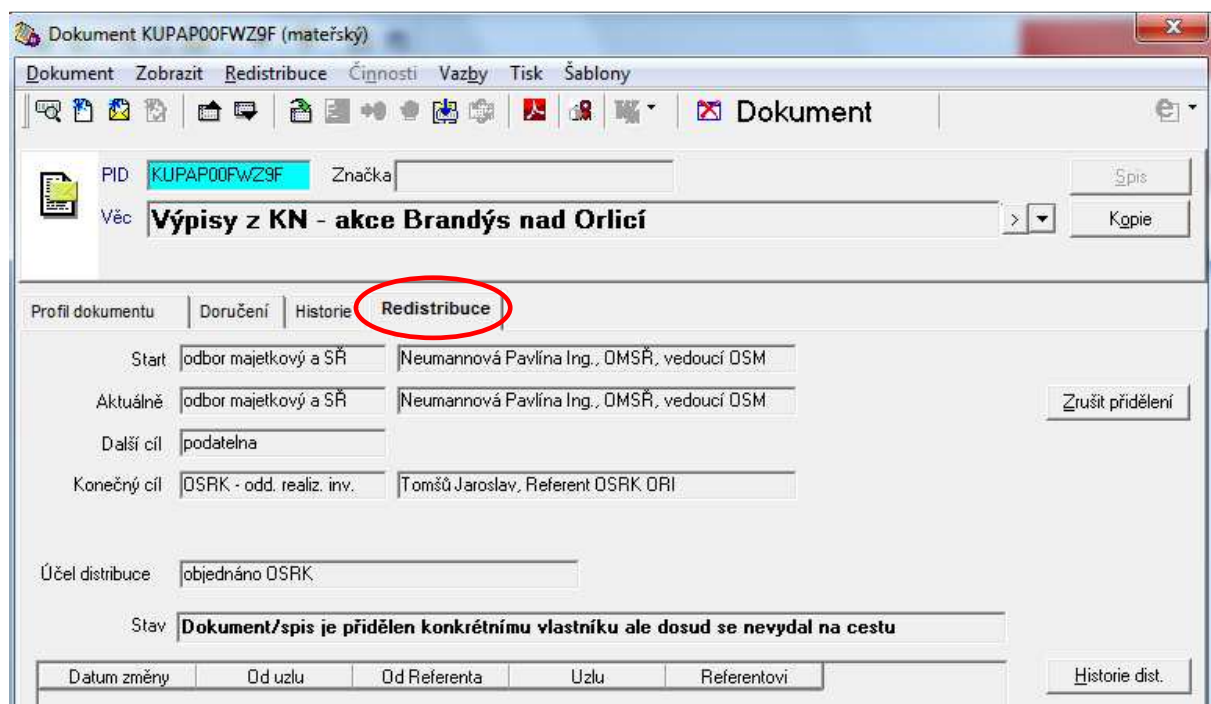 Dokument KUPAP00FWZ9F (mateřský)
Dokument Zobrazit Redistribuce Činnosti Vazby Tisk Šablony
Dokument
PID KUPAP00FWZ9F Značka Spis
Věc Výpisy z KN - akce Brandýs nad Orlicí > Kopie
Profil dokumentu Doručení Historie Redistribuce
Start odbor majetkový a SŘ Neumannová Pavlína Ing., OMSŘ, vedoucí OSM
Aktuálně odbor majetkový a SŘ Neumannová Pavlína Ing., OMSŘ, vedoucí OSM Zrušit přidělení
Další cíl podatelna
Konečný cíl OSRK - odd. realiz. inv. Tomšů Jaroslav, Referent OSRK ORI
Účel distribuce objednáno OSRK
Stav Dokument/spis je přidělen konkrétnímu vlastníku ale dosud se nevydal na cestu
Datum změny Od uzlu Od Referenta Uzlu Referentovi Historie dist.